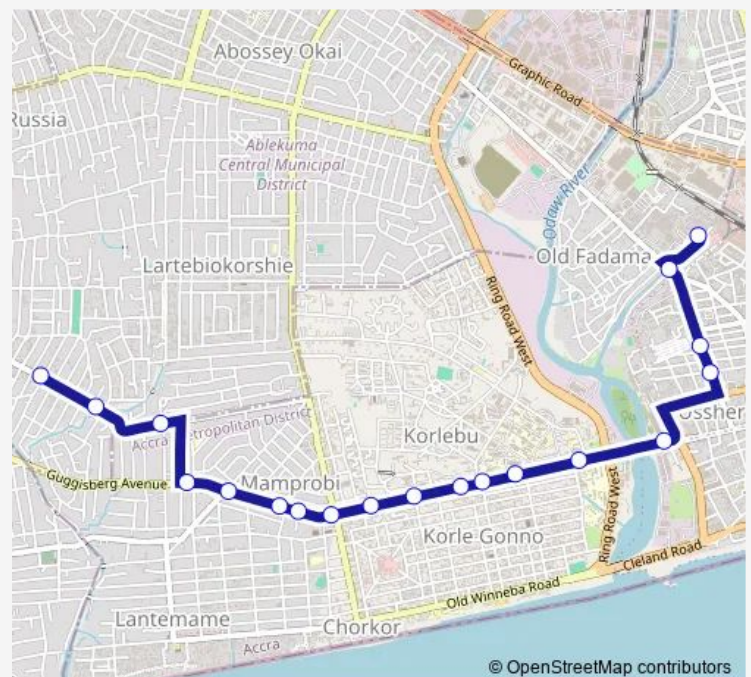 Abossey Okai
Graphic Road
Russia
Ablekuma
Central Municipal
District
Odaw River
Old Fadama
Lartebiokorshie
Ring Road West
Ussher
Accra Metropolitan District
Korlebu
Guggisberg Avenue
Mamprobi
Korle Gonno
Ring Road West
Cleland Road
Old Winneba Road
Lantemame
Chorkor
Accra
© OpenStreetMap contributors